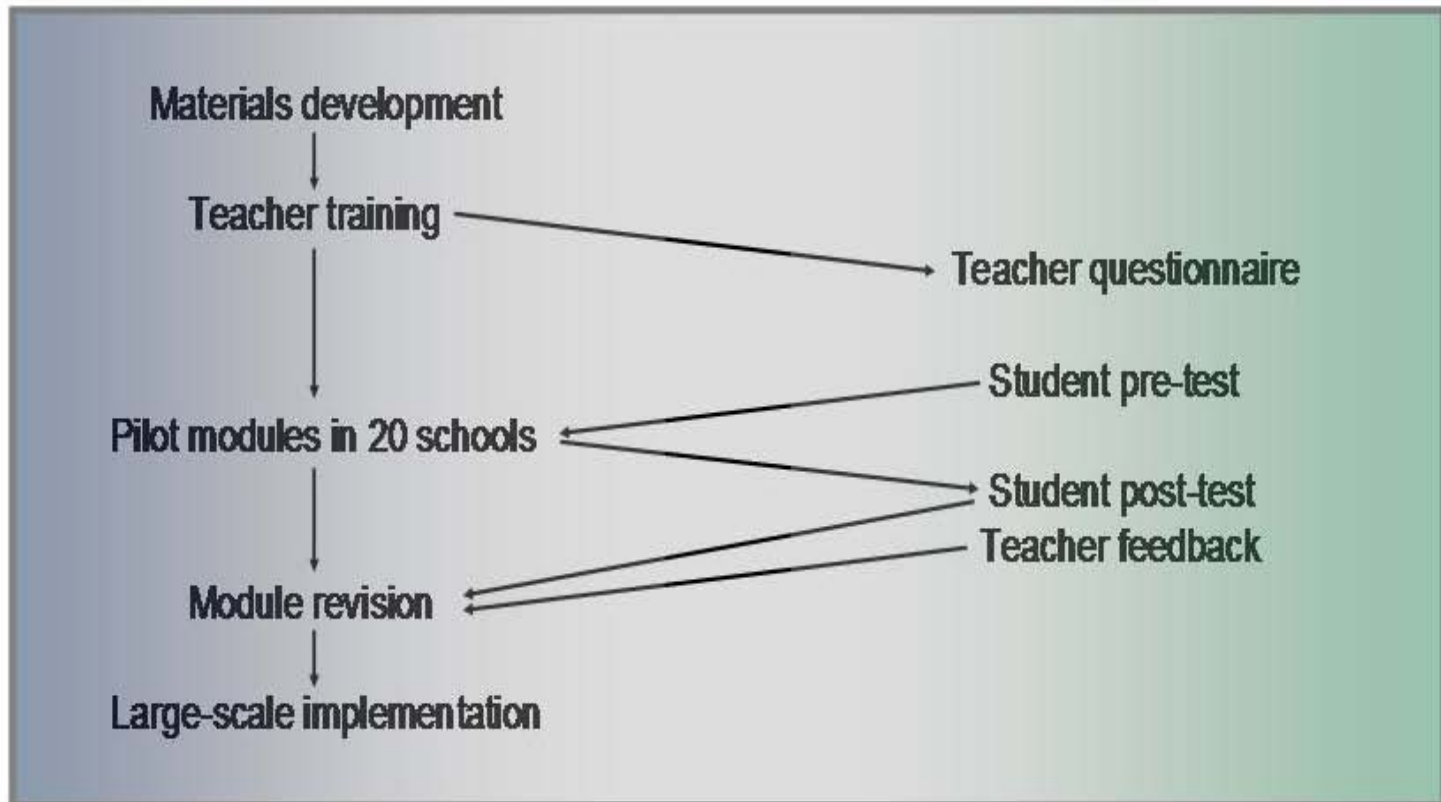 Materials development
Teacher training
Teacher questionnaire
Student pre-test
Pilot modules in 20 schools
Student post-test
Teacher feedback
Module revision
Large-scale implementation